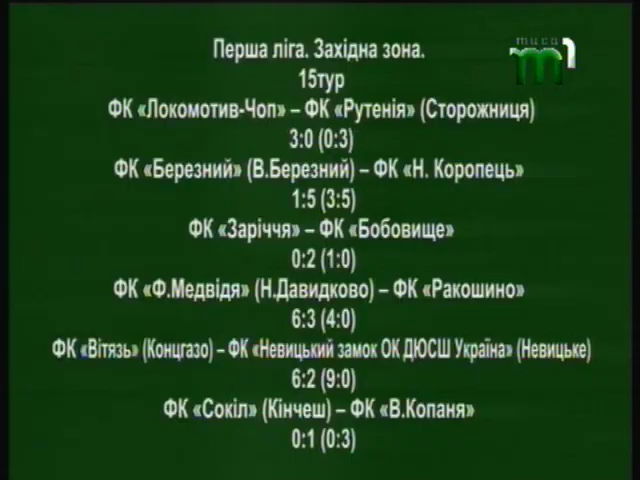 тиса
1
Перша ліга. Західна зона.
15тур
ФК «Локомотив-Чоп» – ФК «Рутенія» (Сторожниця)
3:0 (0:3)
ФК «Березний» (В.Березний) – ФК «Н. Коропець»
1:5 (3:5)
ФК «Заріччя» – ФК «Бобовище»
0:2 (1:0)
ФК «Ф.Медвідя» (Н.Давидково) – ФК «Ракошино»
6:3 (4:0)
ФК «Вітязь» (Концгазо) – ФК «Невицький замок ОК ДЮСШ Україна» (Невицьке)
6:2 (9:0)
ФК «Сокіл» (Кінчеш) – ФК «В.Копаня»
0:1 (0:3)